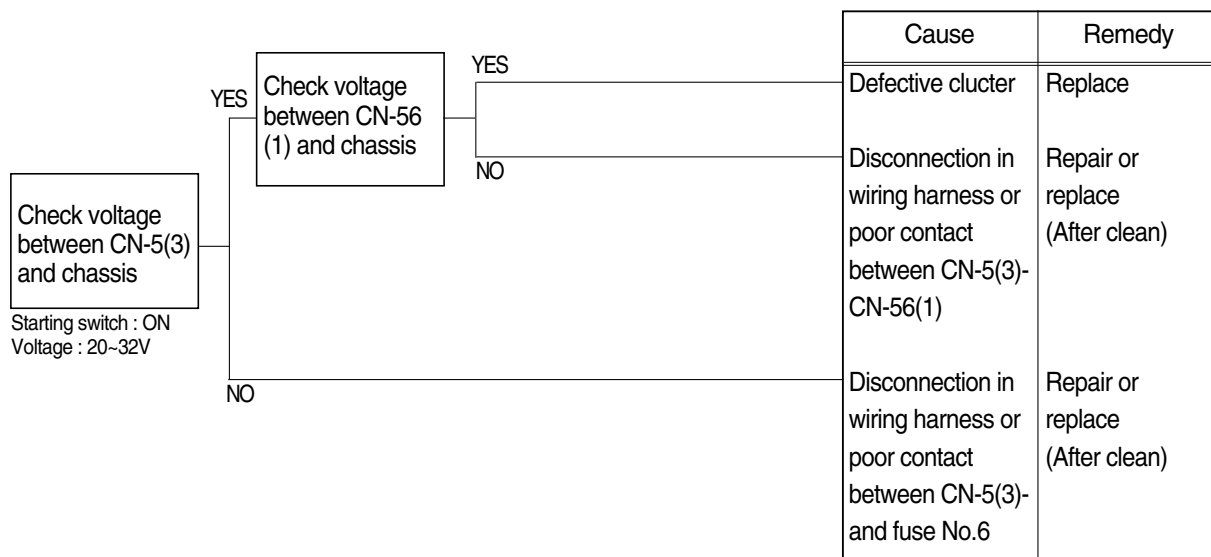 Cause
Remedy
YES
Check voltage
between CN-56
(1) and chassis
YES
Defective clucter
Replace
NO
Disconnection in
wiring harness or
poor contact
between CN-5(3)-
CN-56(1)
Repair or
replace
(After clean)
Check voltage
between CN-5(3)
and chassis
Starting switch : ON
Voltage : 20~32V
NO
Disconnection in
wiring harness or
poor contact
between CN-5(3)-
and fuse No.6
Repair or
replace
(After clean)